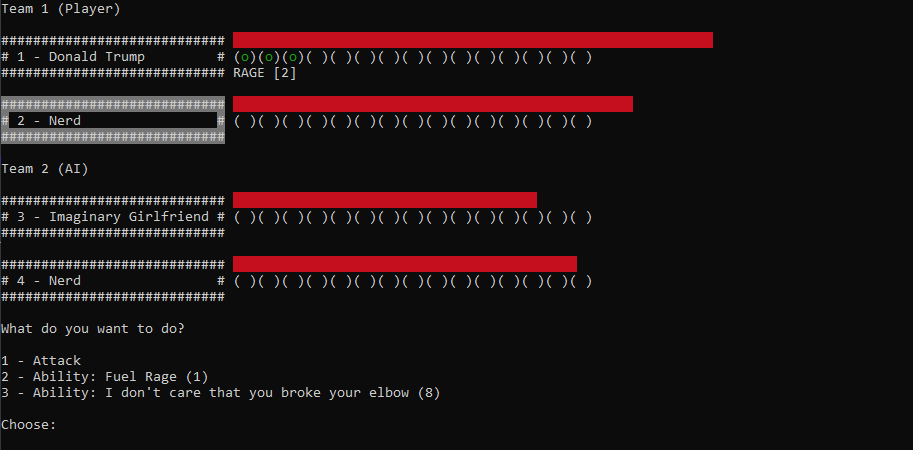 Team 1 (Player)
############################
# 1 - Donald Trump         # (o)(o)(o)( )( )( )( )( )( )( )( )( )( )( )( )
############################ RAGE [2]
############################
# 2 - Nerd                 # ( )( )( )( )( )( )( )( )( )( )( )( )( )( )( )
############################
Team 2 (AI)
############################
# 3 - Imaginary Girlfriend # ( )( )( )( )( )( )( )( )( )( )( )( )( )( )( )
############################
############################
# 4 - Nerd                 # ( )( )( )( )( )( )( )( )( )( )( )( )( )( )( )
############################
What do you want to do?
1 - Attack
2 - Ability: Fuel Rage (1)
3 - Ability: I don't care that you broke your elbow (8)
Choose: